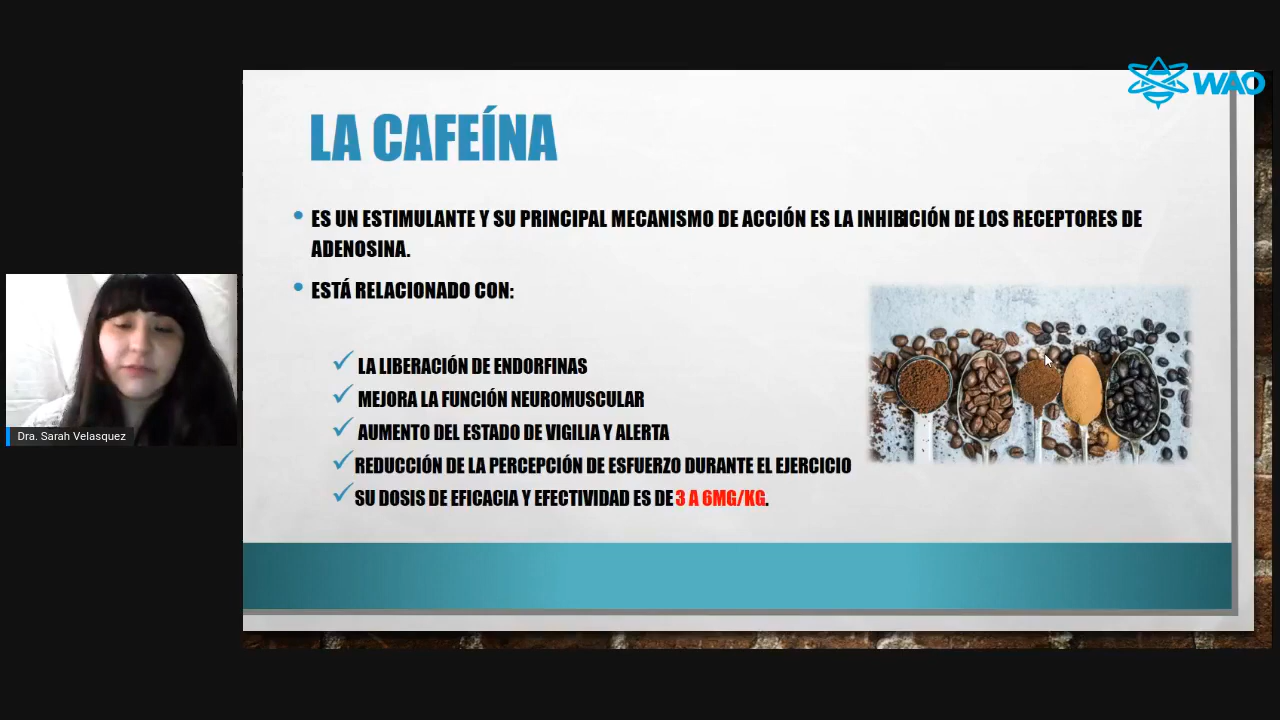 WAO
LA CAFEÍNA
• ES UN ESTIMULANTE Y SU PRINCIPAL MECANISMO DE ACCIÓN ES LA INHIBICIÓN DE LOS RECEPTORES DE
ADENOSINA.
• ESTÁ RELACIONADO CON:
✓ LA LIBERACIÓN DE ENDORFINAS
✓ MEJORA LA FUNCIÓN NEUROMUSCULAR
✓ AUMENTO DEL ESTADO DE VIGILIA Y ALERTA
✓ REDUCCIÓN DE LA PERCEPCIÓN DE ESFUERZO DURANTE EL EJERCICIO
✓ SU DOSIS DE EFICACIA Y EFECTIVIDAD ES DE 3 A 6MG/KG.
Dra. Sarah Velasquez